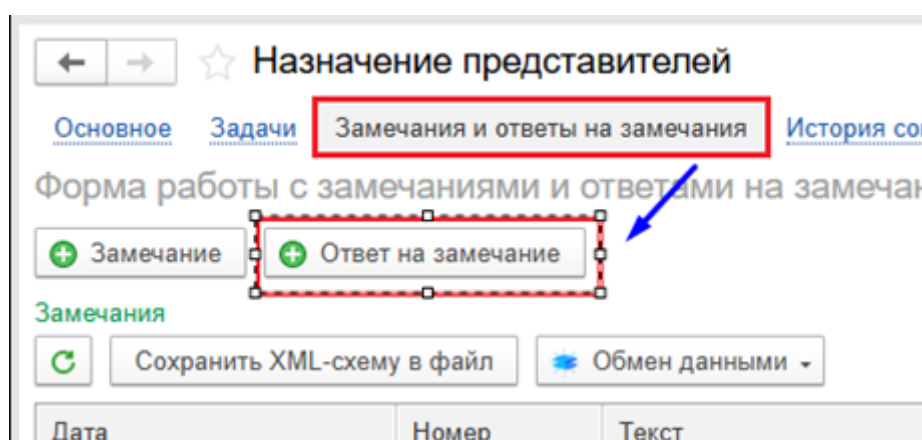 Назначение представителей
Основное Задачи Замечания и ответы на замечания История
Форма работы с замечаниями и ответами на
Замечание Ответ на замечание
Замечания
Сохранить XML-схему в файл Обмен данными
Дата Номер Текст